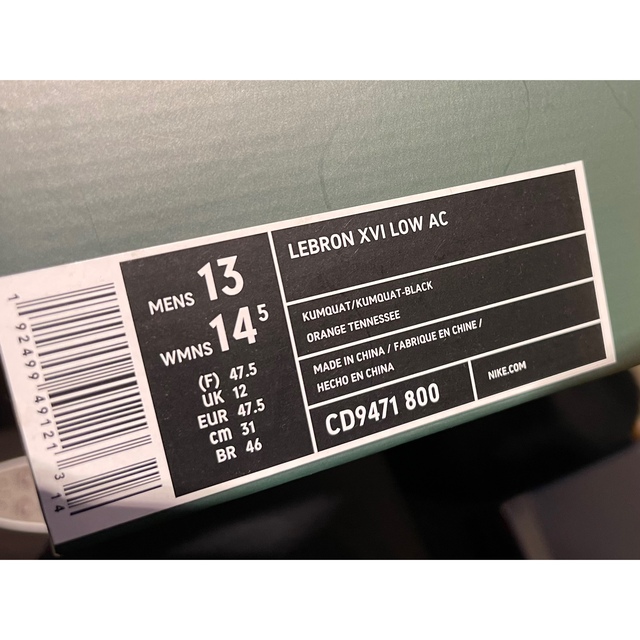 1 92499 49121 3 14
MENS 13
WMNS 14⁵
(F) 47.5
UK 12
EUR 47.5
cm 31
BR 46
LEBRON XVI LOW AC
KUMQUAT/KUMQUAT-BLACK
ORANGE TENNESSEE
MADE IN CHINA / FABRIQUE EN CHINE /
HECHO EN CHINA
CD9471 800
NIKE.COM